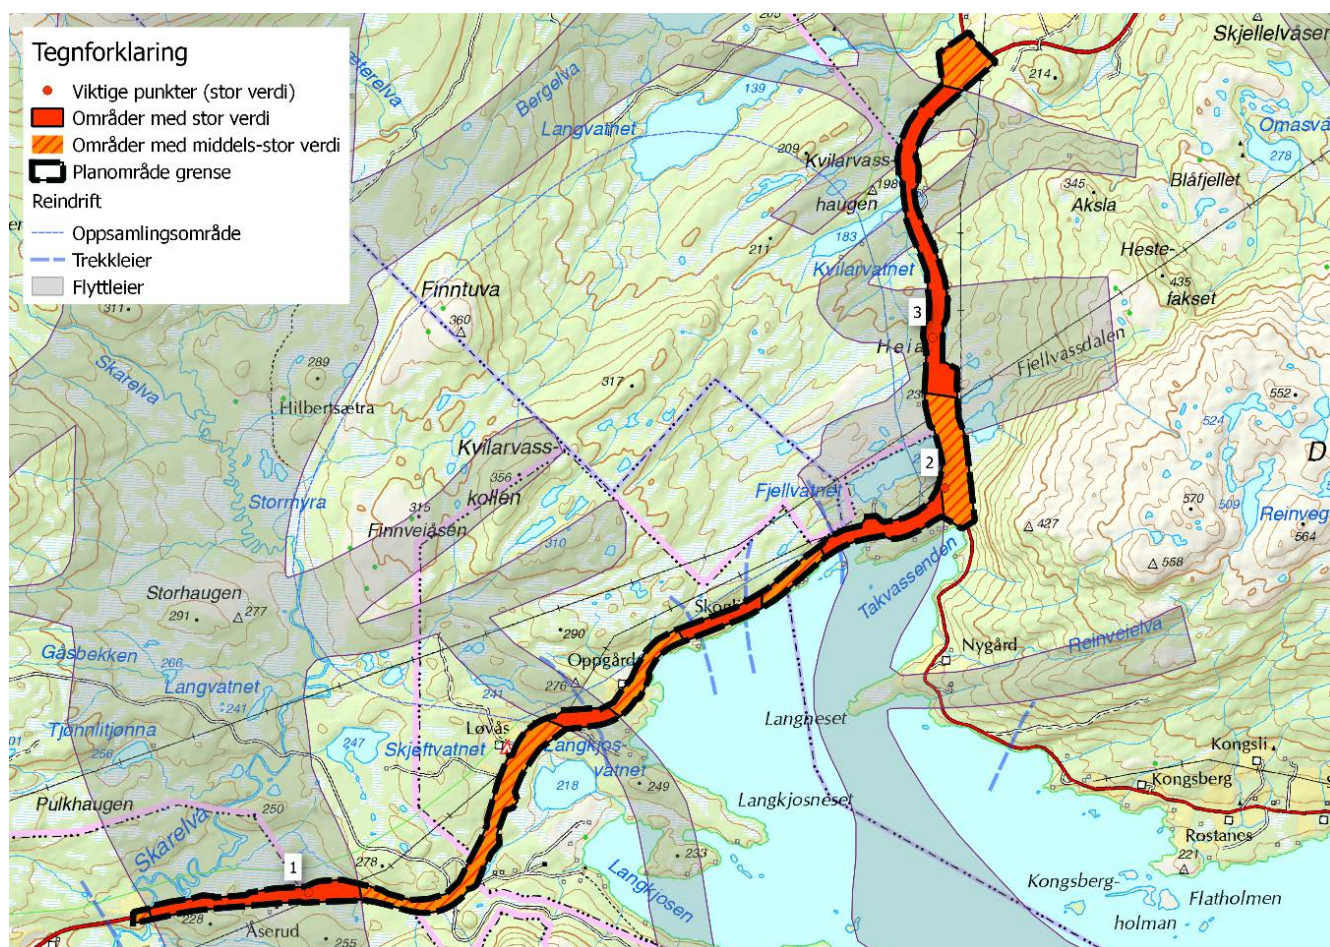 Tegnforklaring
Viktige punkter (stor verdi)
Områder med stor verdi
Områder med middels-stor verdi
Planområde grense
Reindrift
Oppsamlingsområde
Trekkleier
Flyttleier
Bergelva
139
Langvatnet
209
Kvilarvass-
198
haugen
211
183
Kvilarvatnet
214
Skjellelvåser
Omasvå
278
Blåfjellet
345
Aksla
Heste-
435
fakset
Fjellvassdalen
3
Heia
552
524
D
570
509
Reinveg
564
427
558
311
Finntuva
360
Skarelva
289
Hilbertsætra
317
Kvilarvass-
356
kollen
315
Finnveiåsen
Stormyra
310
Fjellvatnet
2
Takvassenden
Storhaugen
291
277
Gåsbekken
266
Langvatnet
241
Tjønnlitjønna
256
247
Pulkhaugen
250
Skarelva
290
Oppgård
276
241
Løvås
Skjeftvatnet
Langkjos-
vatnet
218
249
233
Langkjosen
Langneset
Langkjosneset
Nygård
Reinveielva
Kongsli
Kongsberg
Rostanes
221
Kongsberg-
holman
Flatholmen
1
278
228
Åserud
255